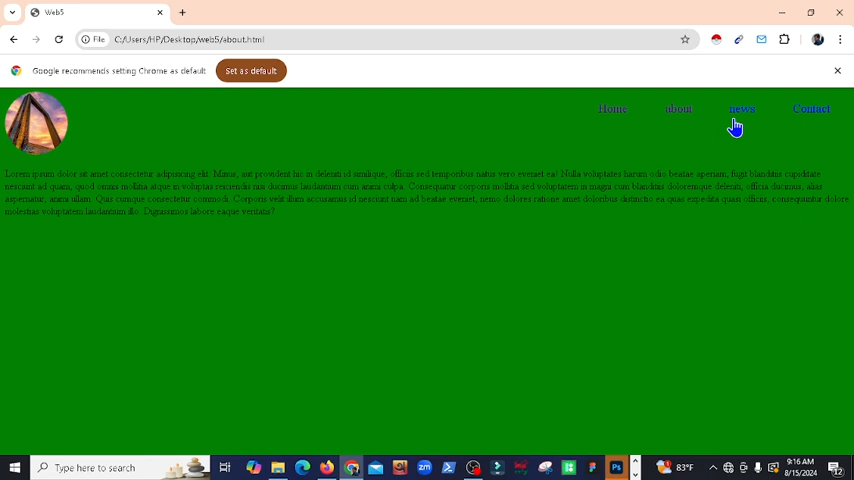 Web5
File
C:/Users/HP/Desktop/web5/about.html
Google recommends setting Chrome as default
Set as default
Home about news Contact
Lorem ipsum dolor sit amet consectetur adipiscing elit. Minus, aut provident hic in deleniti id similique, officiis sed temporibus natus vero eveniet ea! Nulla voluptates harum odio beatae aperiam, fugit blanditiis cupiditate
nesciunt ad quam, quod omnis mollitia atque in voluptas reiciendis nisi ducimus laudantium cum animi culpa. Consequatur corporis mollitia sed voluptatem in magni cum blanditiis doloremque deleniti, officia ducimus, alias
aspernatur, animi ullam. Quis cumque consectetur commodi. Corporis velit illum accusamus id nesciunt nam ad beatae eveniet, nemo dolores ratione amet doloribus distinctio ea quas expedita quasi officiis, consequuntur dolore
molestias voluptatem laudantium illo. Dignissimos labore eaque veritatis?
Type here to search
zm
Ps
83°F
9:16 AM
8/15/2024
12